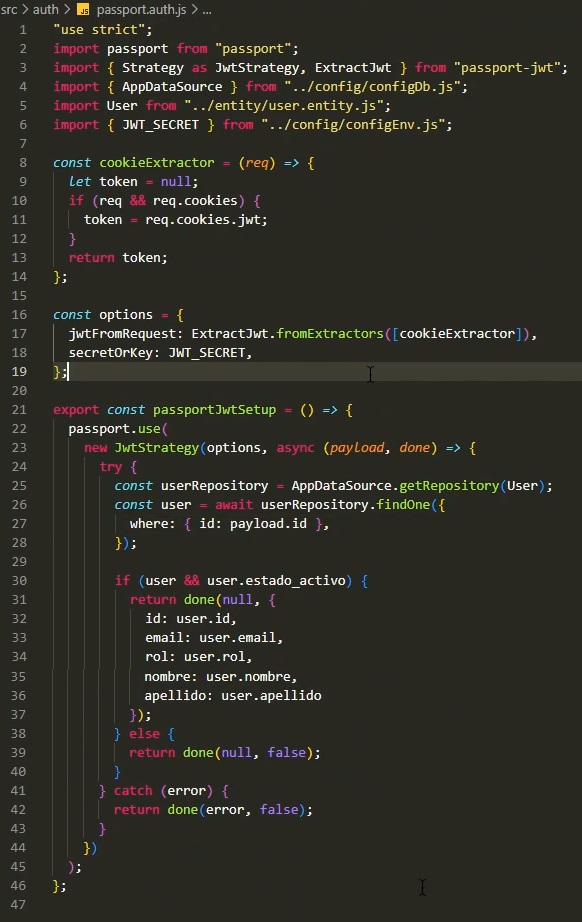 src > auth > JS passport.auth.js > ...
1 "use strict";
2 import passport from "passport";
3 import { Strategy as JwtStrategy, ExtractJwt } from "passport-jwt";
4 import { AppDataSource } from "../config/configDb.js";
5 import User from "../entity/user.entity.js";
6 import { JWT_SECRET } from "../config/configEnv.js";
7
8 const cookieExtractor = (req) => {
9   let token = null;
10   if (req && req.cookies) {
11     token = req.cookies.jwt;
12   }
13   return token;
14 };
15
16 const options = {
17   jwtFromRequest: ExtractJwt.fromExtractors([cookieExtractor]),
18   secretOrKey: JWT_SECRET,
19 };
20
21 export const passportJwtSetup = () => {
22   passport.use(
23     new JwtStrategy(options, async (payload, done) => {
24       try {
25         const userRepository = AppDataSource.getRepository(User);
26         const user = await userRepository.findOne({
27           where: { id: payload.id },
28         });
29
30         if (user && user.estado_activo) {
31           return done(null, {
32             id: user.id,
33             email: user.email,
34             rol: user.rol,
35             nombre: user.nombre,
36             apellido: user.apellido
37           });
38         } else {
39           return done(null, false);
40         }
41       } catch (error) {
42         return done(error, false);
43       }
44     })
45   );
46 };
47